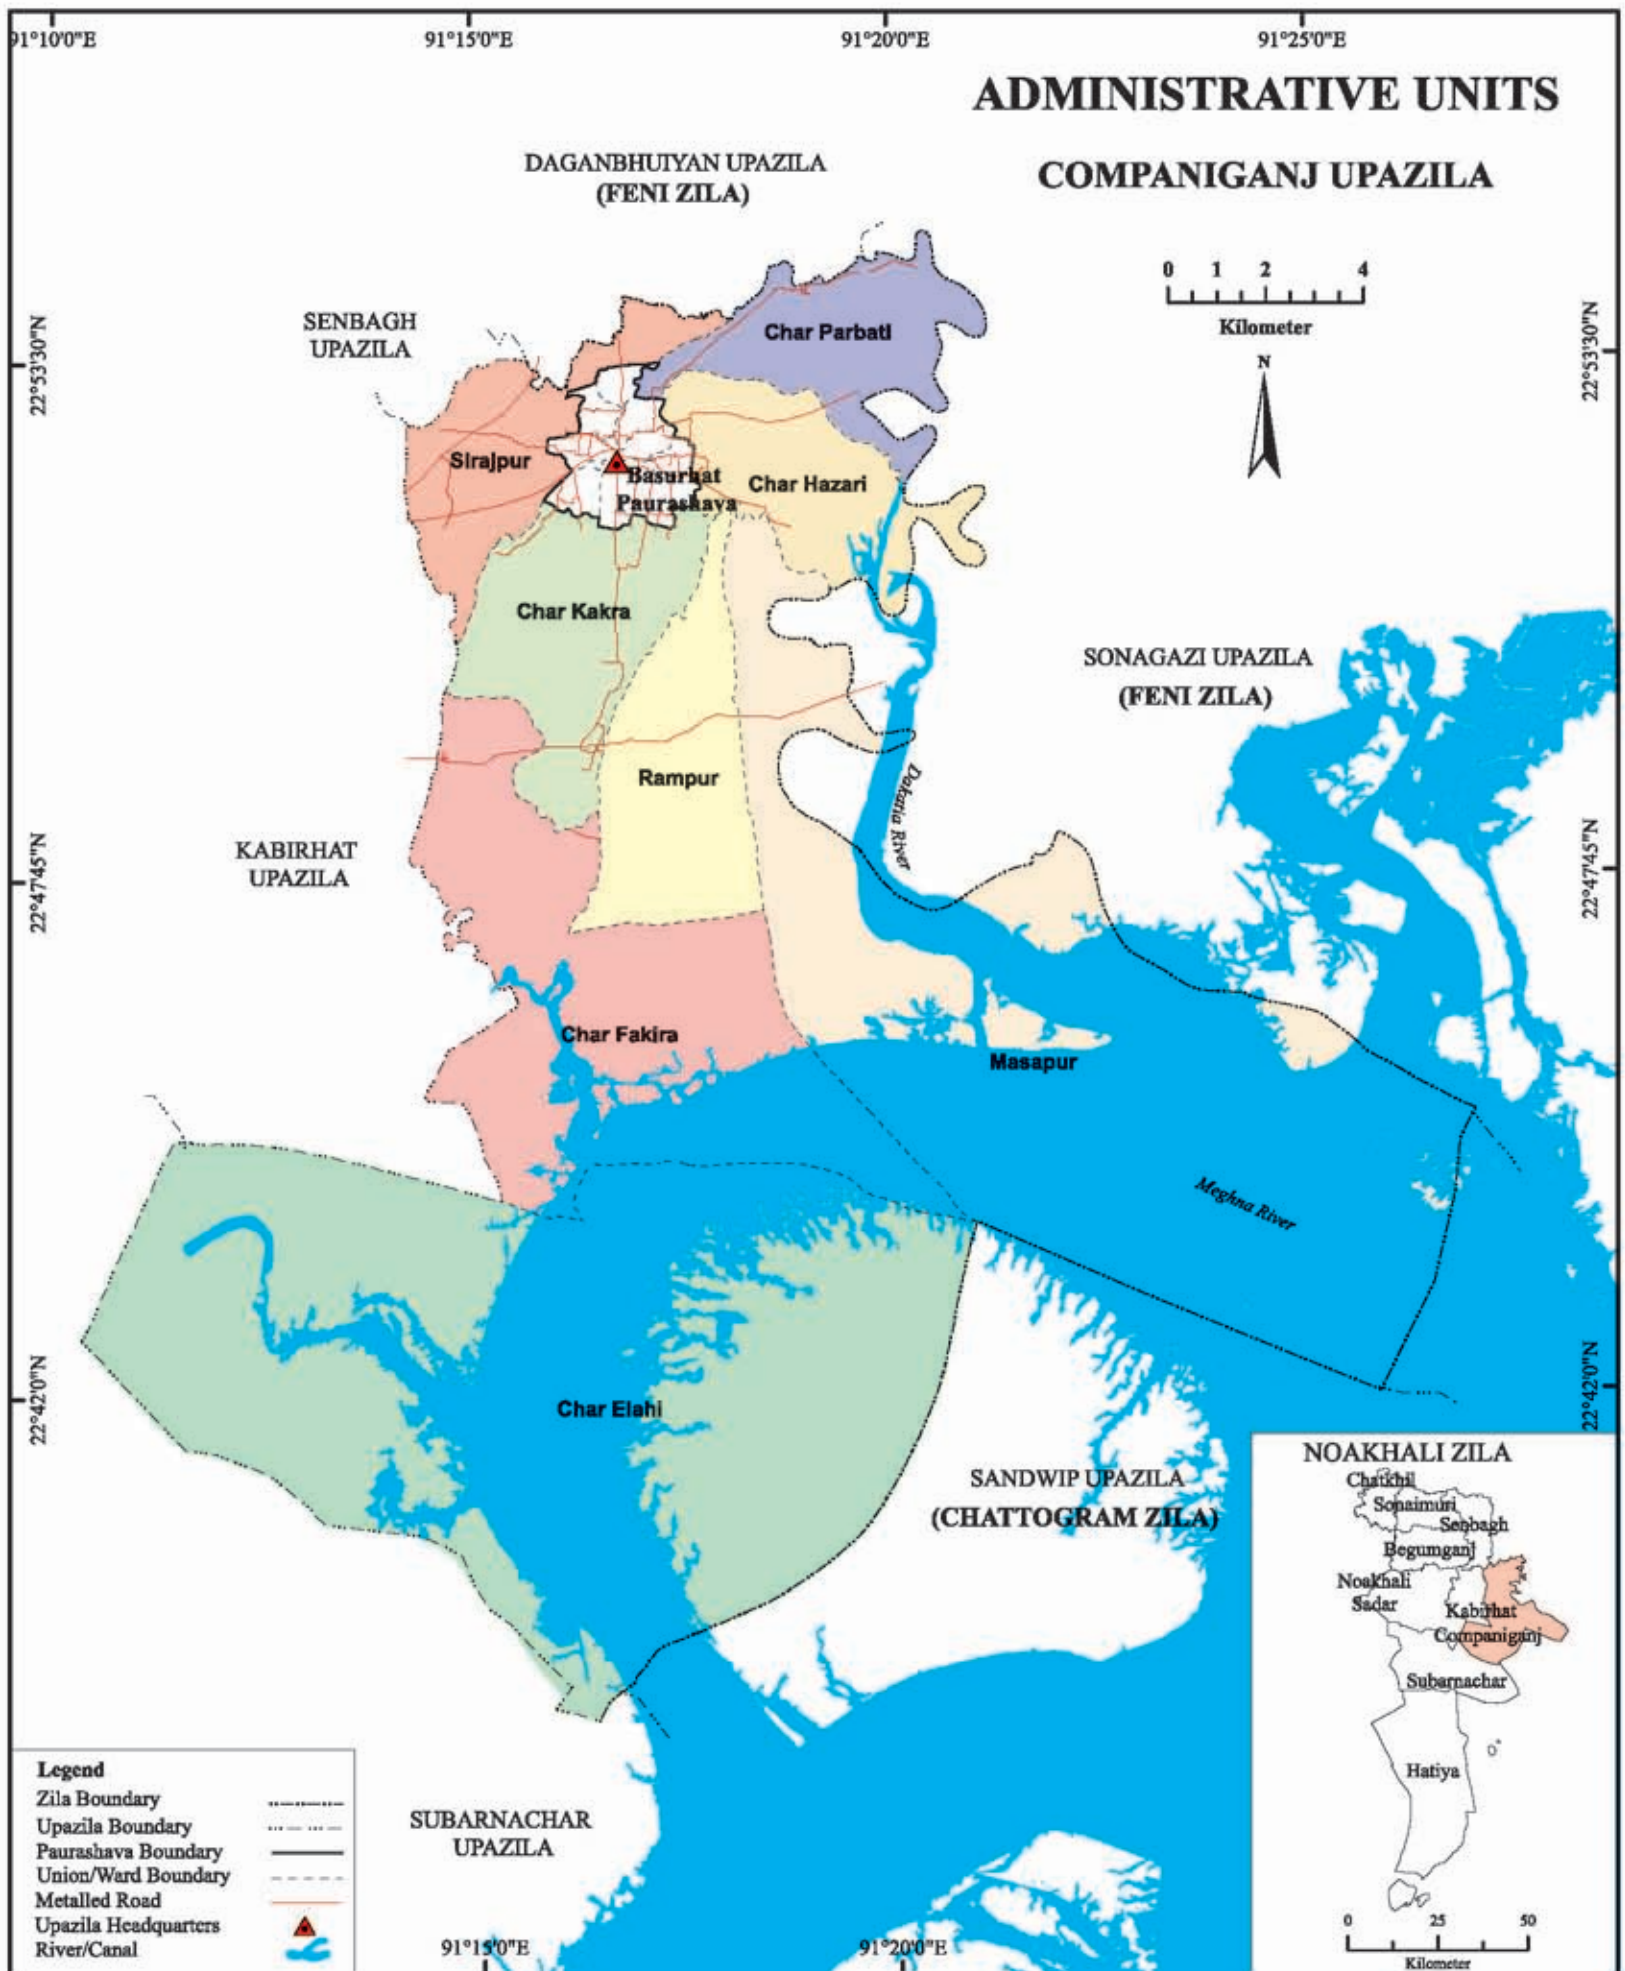 91°10'0"E
91°15'0"E
91°20'0"E
91°25'0"E
ADMINISTRATIVE UNITS
COMPANIGANJ UPAZILA
DAGANBHUIYAN UPAZILA
(FENI ZILA)
0 1 2 4
Kilometer
N
SENBAGH
UPAZILA
22°53'30"N
22°53'30"N
Char Parbati
Sirajpur
Basurhat
Paurashava
Char Hazari
Char Kakra
SONAGAZI UPAZILA
(FENI ZILA)
Rampur
Dakatia River
KABIRHAT
UPAZILA
22°47'45"N
22°47'45"N
Char Fakira
Masapur
Meghna River
22°42'0"N
22°42'0"N
Char Elahi
SANDWIP UPAZILA
(CHATTOGRAM ZILA)
NOAKHALI ZILA
Chatkhil
Sonaimuri
Senbagh
Begumganj
Noakhali
Sadar
Kabirhat
Companiganj
Subarnachar
Hatiya
0 25 50
Kilometer
SUBARNACHAR
UPAZILA
Legend
Zila Boundary
Upazila Boundary
Paurashava Boundary
Union/Ward Boundary
Metalled Road
Upazila Headquarters
River/Canal
91°15'0"E
91°20'0"E